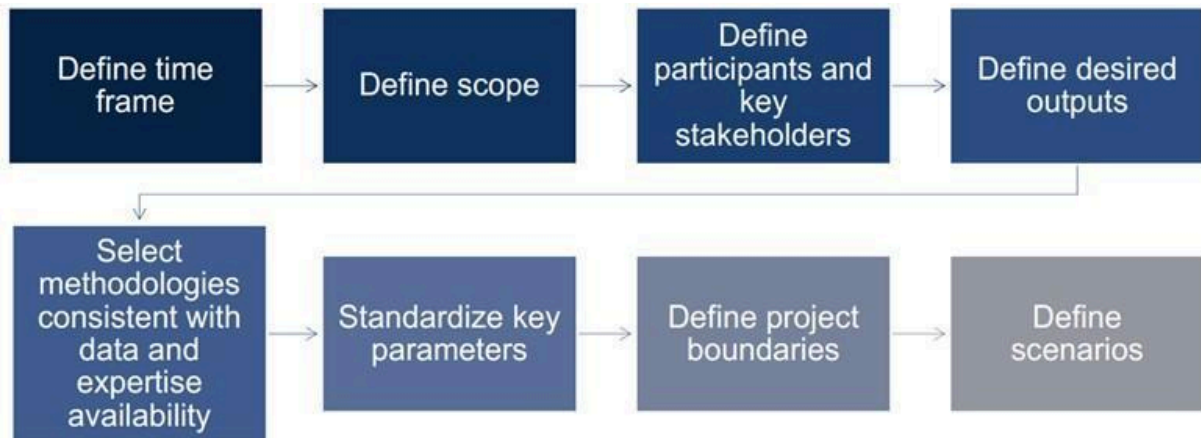 Define time
frame
Define scope
Define
participants and
key
stakeholders
Define desired
outputs
Select
methodologies
consistent with
data and
expertise
availability
Standardize key
parameters
Define project
boundaries
Define
scenarios